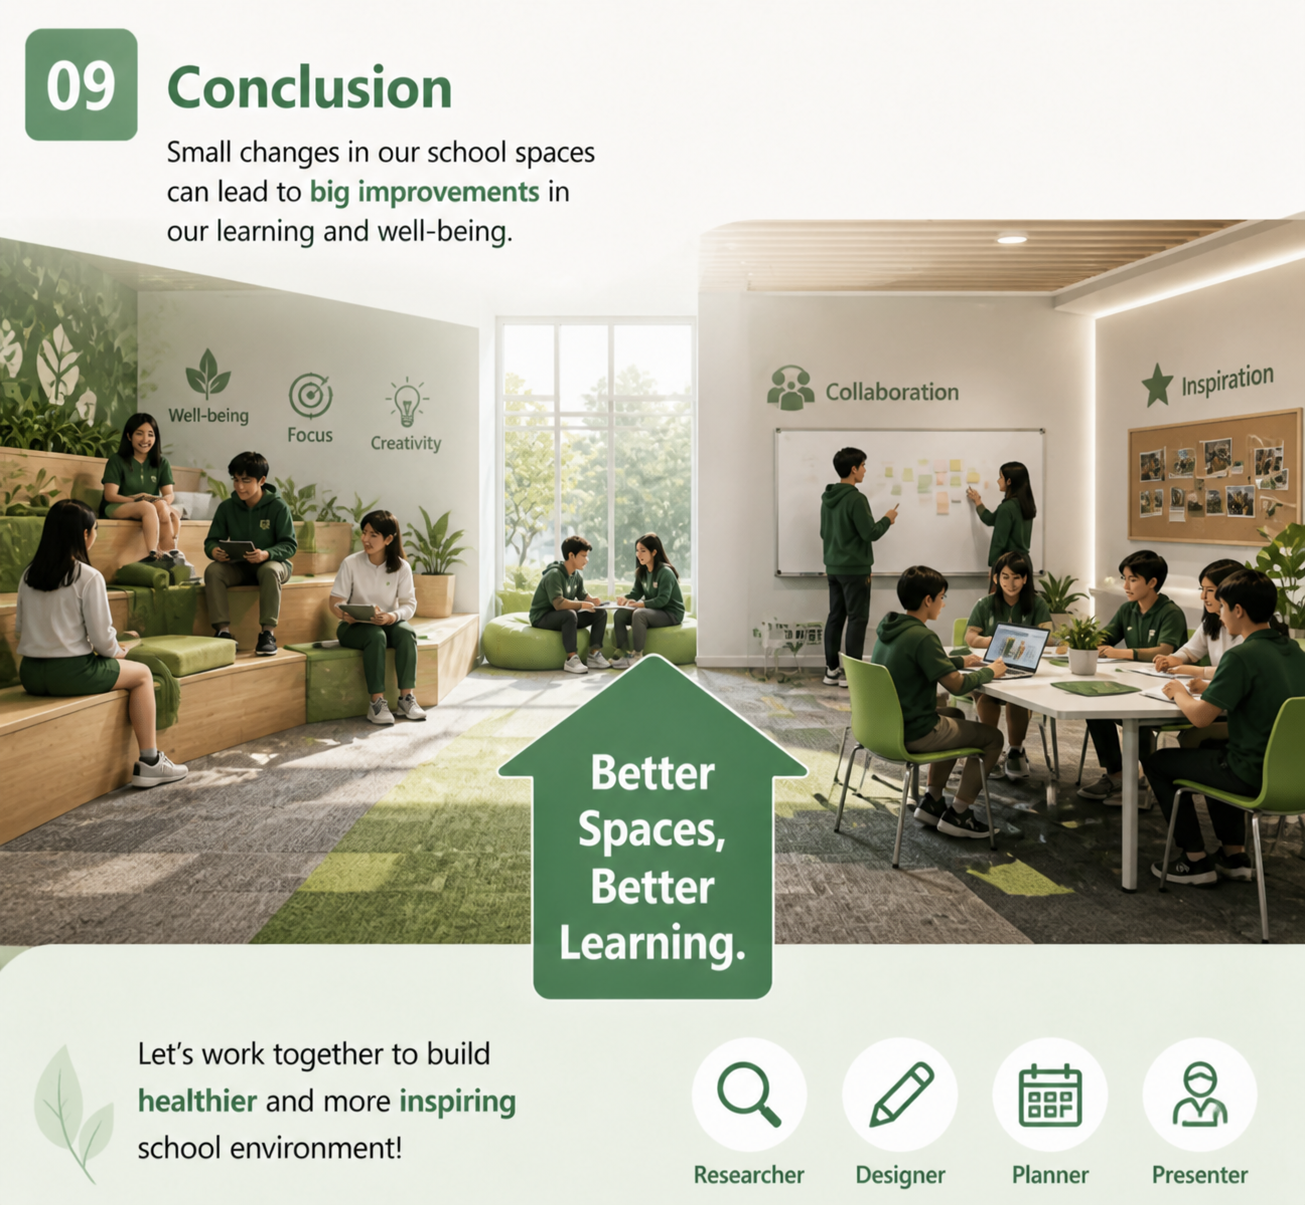 09
Conclusion
Small changes in our school spaces
can lead to big improvements in
our learning and well-being.
Well-being
Focus
Creativity
Collaboration
Inspiration
Better
Spaces,
Better
Learning.
Let's work together to build
healthier and more inspiring
school environment!
Researcher
Designer
Planner
Presenter